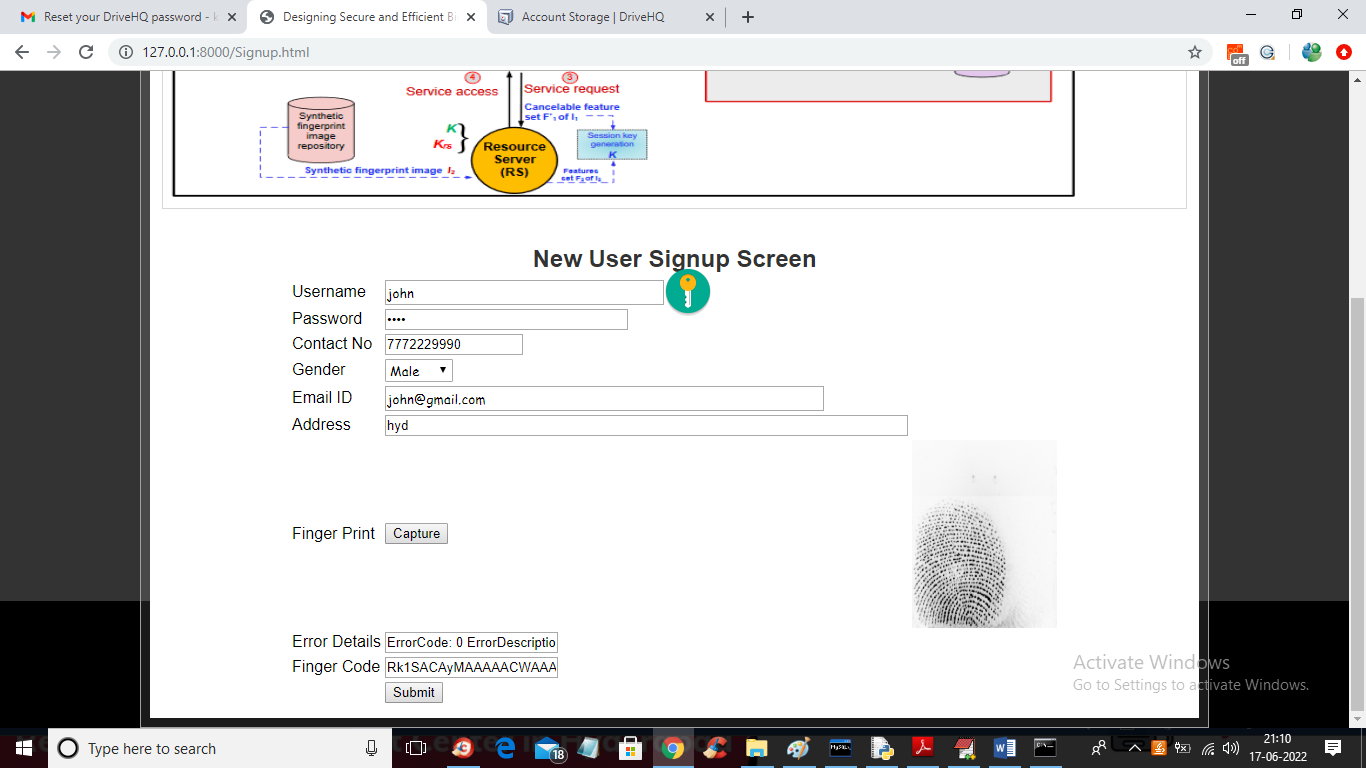 Reset your DriveHQ password - k
Designing Secure and Efficient Bi
Account Storage | DriveHQ
127.0.0.1:8000/Signup.html
off
4
3
Service access
Service request
Cancelable feature
set F'1 of I1
Synthetic
fingerprint
image
repository
K
Krs
Resource
Server
(RS)
Session key
generation
K
Synthetic fingerprint image I2
Features
set F2 of I2
New User Signup Screen
Username john
Password ••••
Contact No 7772229990
Gender Male
Email ID john@gmail.com
Address hyd
Finger Print Capture
Error Details ErrorCode: 0 ErrorDescriptio
Finger Code Rk1SACAyMAAAAACWAAA
Submit
Activate Windows
Go to Settings to activate Windows.
Type here to search
18
21:10
17-06-2022